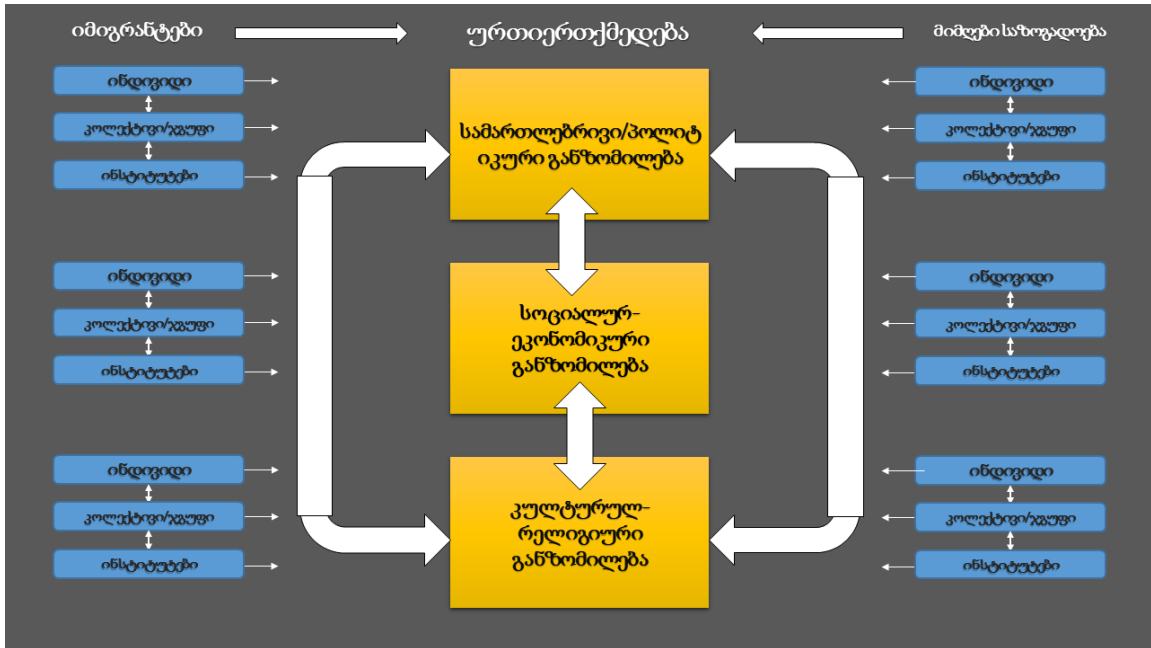 იმიგრანტები
ურთიერთქმედება
მიმღები საზოგადოება
ინდივიდი
კოლექტივი/ჯგუფი
ინსტიტუტები
ინდივიდი
კოლექტივი/ჯგუფი
ინსტიტუტები
ინდივიდი
კოლექტივი/ჯგუფი
ინსტიტუტები
სამართლებრივი/პოლიტ
იკური განზომილება
სოციალურ-
ეკონომიკური
განზომილება
კულტურულ-
რელიგიური
განზომილება
ინდივიდი
კოლექტივი/ჯგუფი
ინსტიტუტები
ინდივიდი
კოლექტივი/ჯგუფი
ინსტიტუტები
ინდივიდი
კოლექტივი/ჯგუფი
ინსტიტუტები